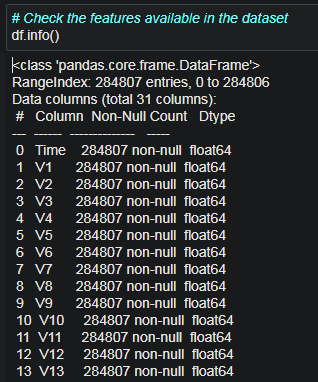 # Check the features available in the dataset
df.info()
<class 'pandas.core.frame.DataFrame'>
RangeIndex: 284807 entries, 0 to 284806
Data columns (total 31 columns):
#   Column  Non-Null Count   Dtype
---  ------  --------------   -----
0   Time    284807 non-null  float64
1   V1      284807 non-null  float64
2   V2      284807 non-null  float64
3   V3      284807 non-null  float64
4   V4      284807 non-null  float64
5   V5      284807 non-null  float64
6   V6      284807 non-null  float64
7   V7      284807 non-null  float64
8   V8      284807 non-null  float64
9   V9      284807 non-null  float64
10  V10     284807 non-null  float64
11  V11     284807 non-null  float64
12  V12     284807 non-null  float64
13  V13     284807 non-null  float64